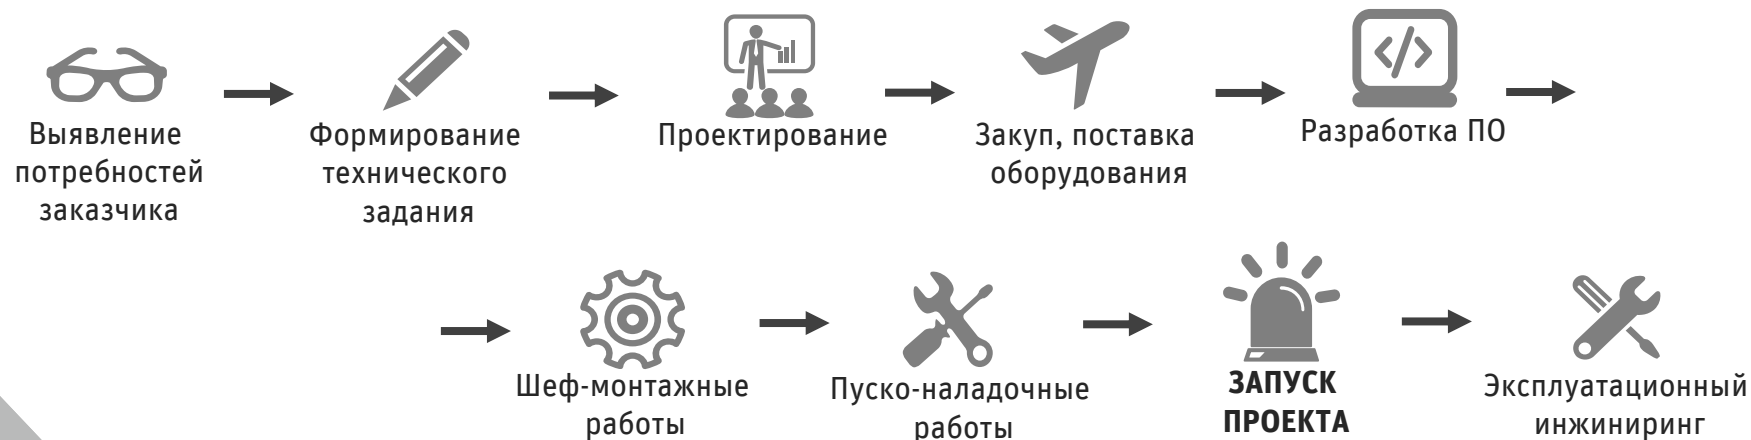 Выявление
потребностей
заказчика
Формирование
технического
задания
Проектирование
Закуп, поставка
оборудования
Разработка ПО
Шеф-монтажные
работы
Пуско-наладочные
работы
ЗАПУСК
ПРОЕКТА
Эксплуатационный
инжиниринг